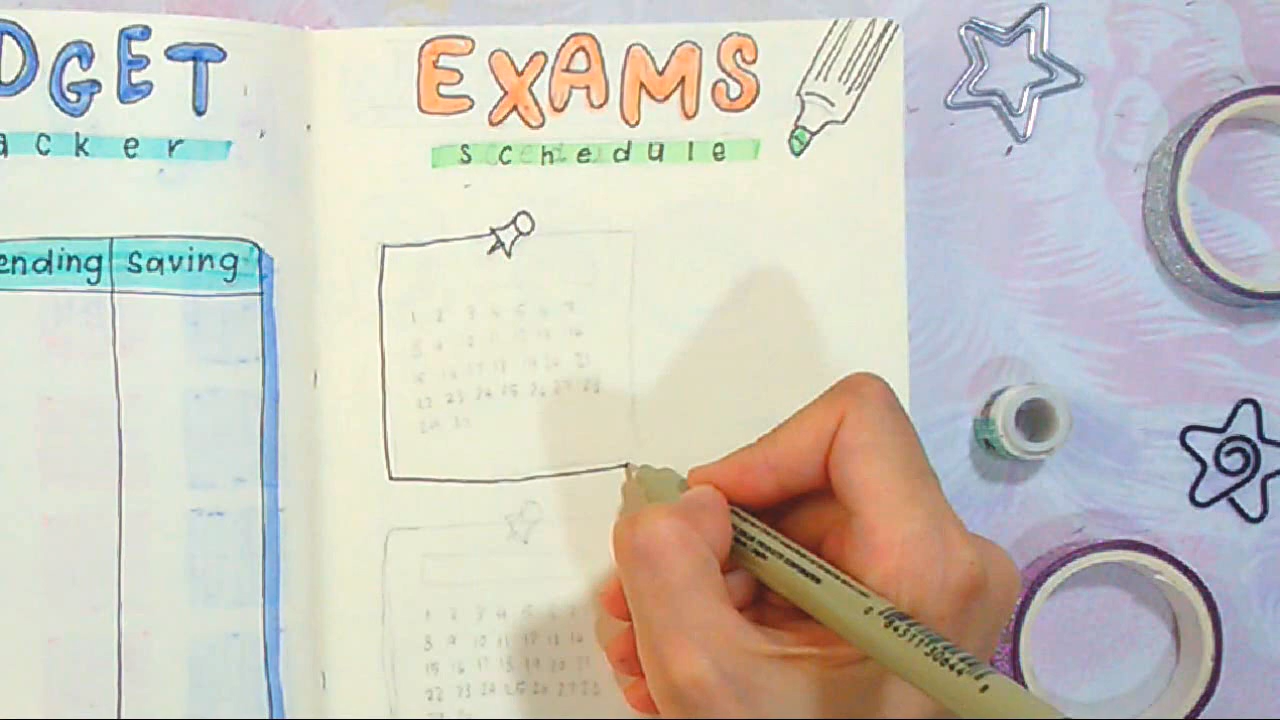 DGET
acker
ending saving
EXAMS
schedule
1 2 3 4 5 6 7
8 9 10 11 12 13 14
15 16 17 18 19 20 21
22 23 24 25 26 27 28
29 30
1 2 3 4 5 6 7
8 9 10 11 12 13 14
15 16 17 18 19 20 21
22 23 24 25 26 27 28